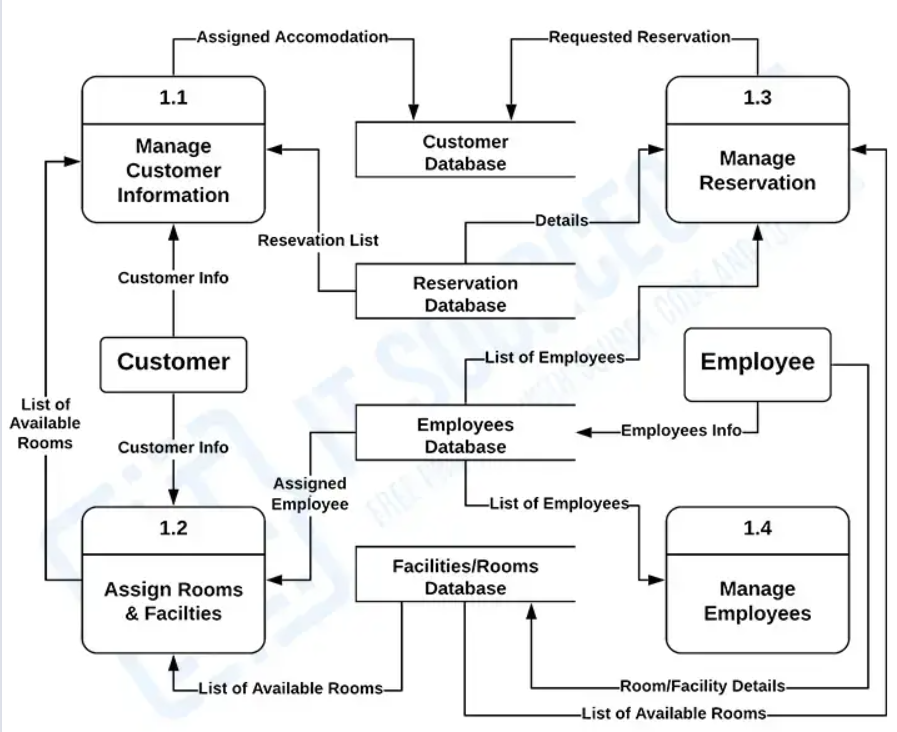 Assigned Accomodation
Requested Reservation
1.1
Manage
Customer
Information
Customer
Database
1.3
Manage
Reservation
Details
Resevation List
Customer Info
Reservation
Database
Customer
List of Employees
Employee
List of
Available
Rooms
Customer Info
Employees
Database
Employees Info
Assigned
Employee
List of Employees
1.2
Assign Rooms
& Facilties
Facilities/Rooms
Database
1.4
Manage
Employees
List of Available Rooms
Room/Facility Details
List of Available Rooms